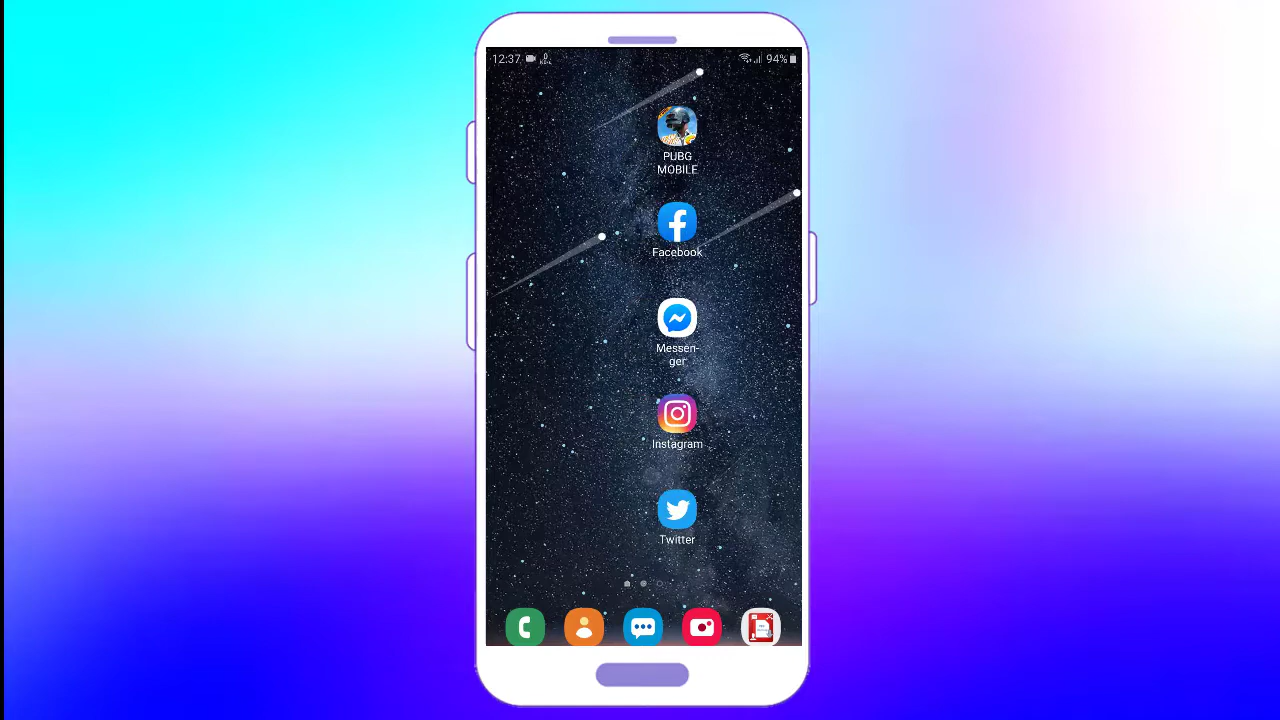 12:37
94%
PUBG
MOBILE
Facebook
Messen-
ger
Instagram
Twitter